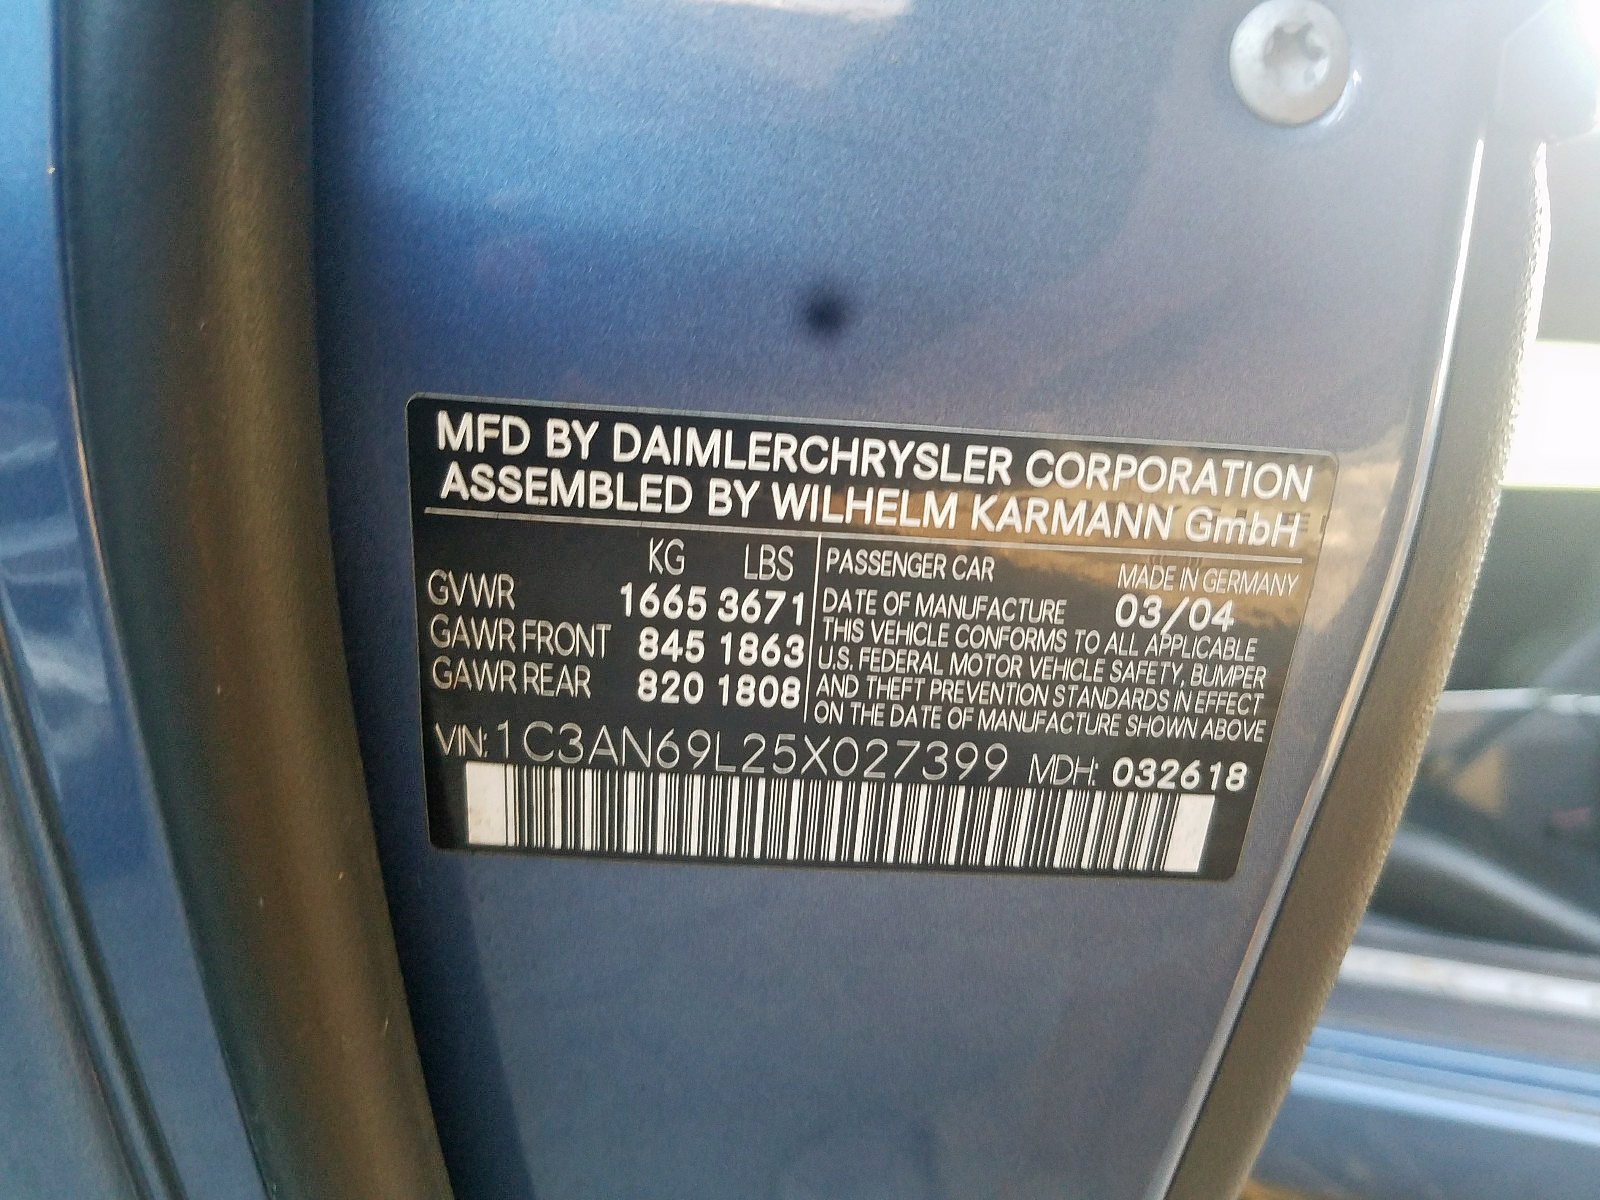 MFD BY DAIMLERCHRYSLER CORPORATION
ASSEMBLED BY WILHELM KARMANN GmbH
KG LBS
GVWR 1665 3671
GAWR FRONT 845 1863
GAWR REAR 820 1808
PASSENGER CAR MADE IN GERMANY
DATE OF MANUFACTURE 03/04
THIS VEHICLE CONFORMS TO ALL APPLICABLE
U.S. FEDERAL MOTOR VEHICLE SAFETY, BUMPER
AND THEFT PREVENTION STANDARDS IN EFFECT
ON THE DATE OF MANUFACTURE SHOWN ABOVE
VIN: 1C3AN69L25X027399 MDH: 032618